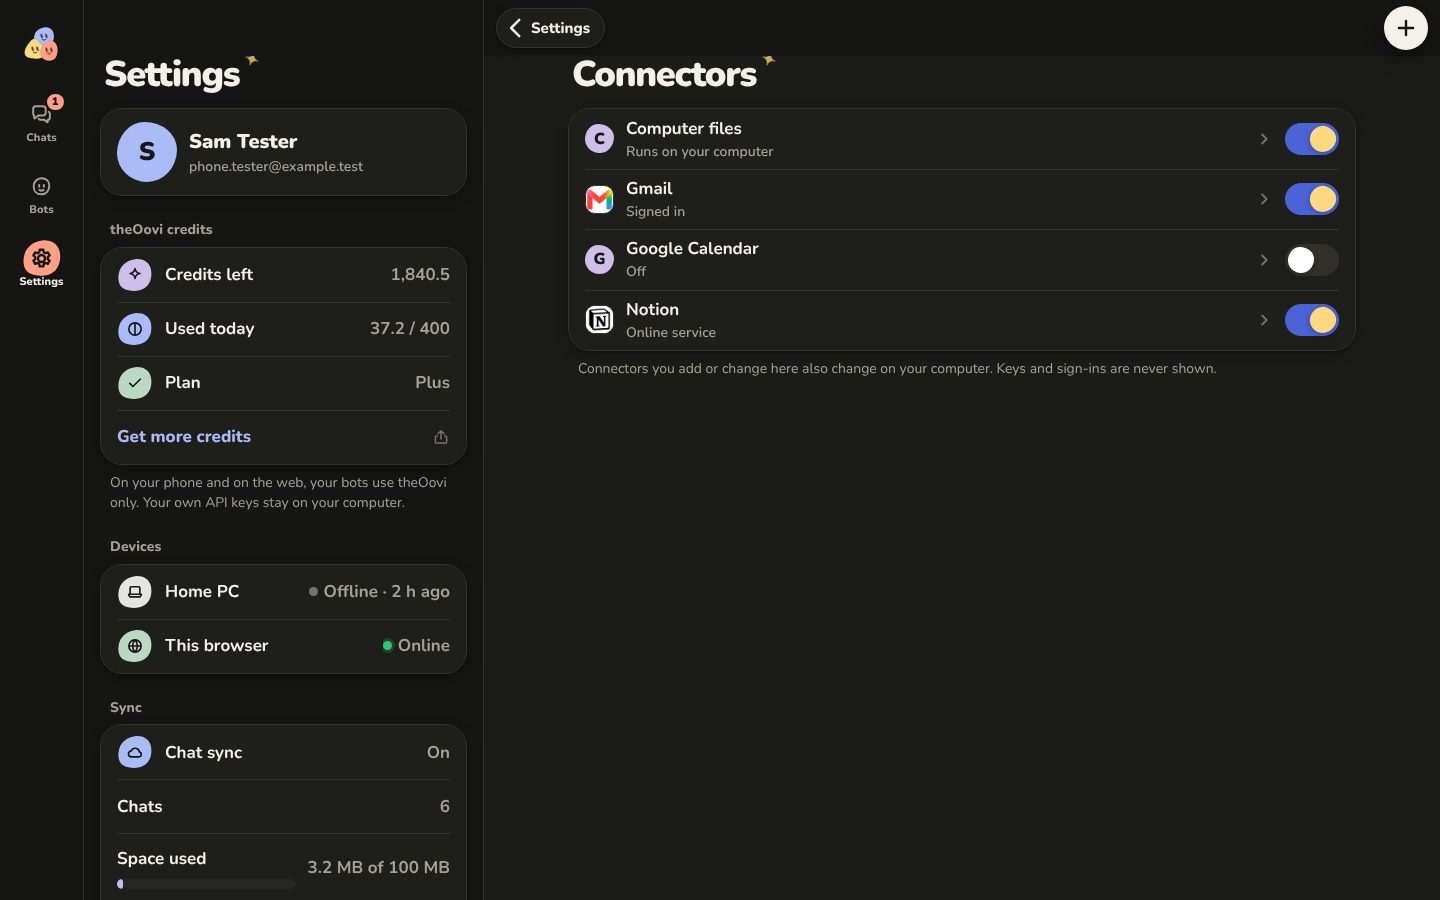 1
Chats
Bots
Settings
Settings
S
Sam Tester
phone.tester@example.test
theOovi credits
Credits left
1,840.5
Used today
37.2 / 400
Plan
Plus
Get more credits
On your phone and on the web, your bots use theOovi
only. Your own API keys stay on your computer.
Devices
Home PC
Offline · 2 h ago
This browser
Online
Sync
Chat sync
On
Chats
6
Space used
3.2 MB of 100 MB
Settings
Connectors
C
Computer files
Runs on your computer
Gmail
Signed in
G
Google Calendar
Off
N
Notion
Online service
Connectors you add or change here also change on your computer. Keys and sign-ins are never shown.